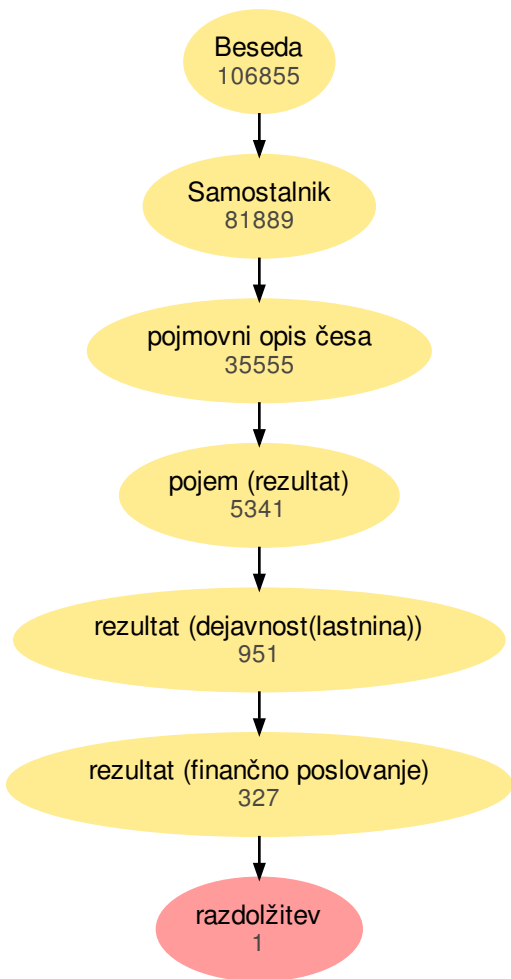 Beseda
106855
Samostalnik
81889
pojmovni opis česa
35555
pojem (rezultat)
5341
rezultat (dejavnost(lastnina))
951
rezultat (finančno poslovanje)
327
razdolžitev
1